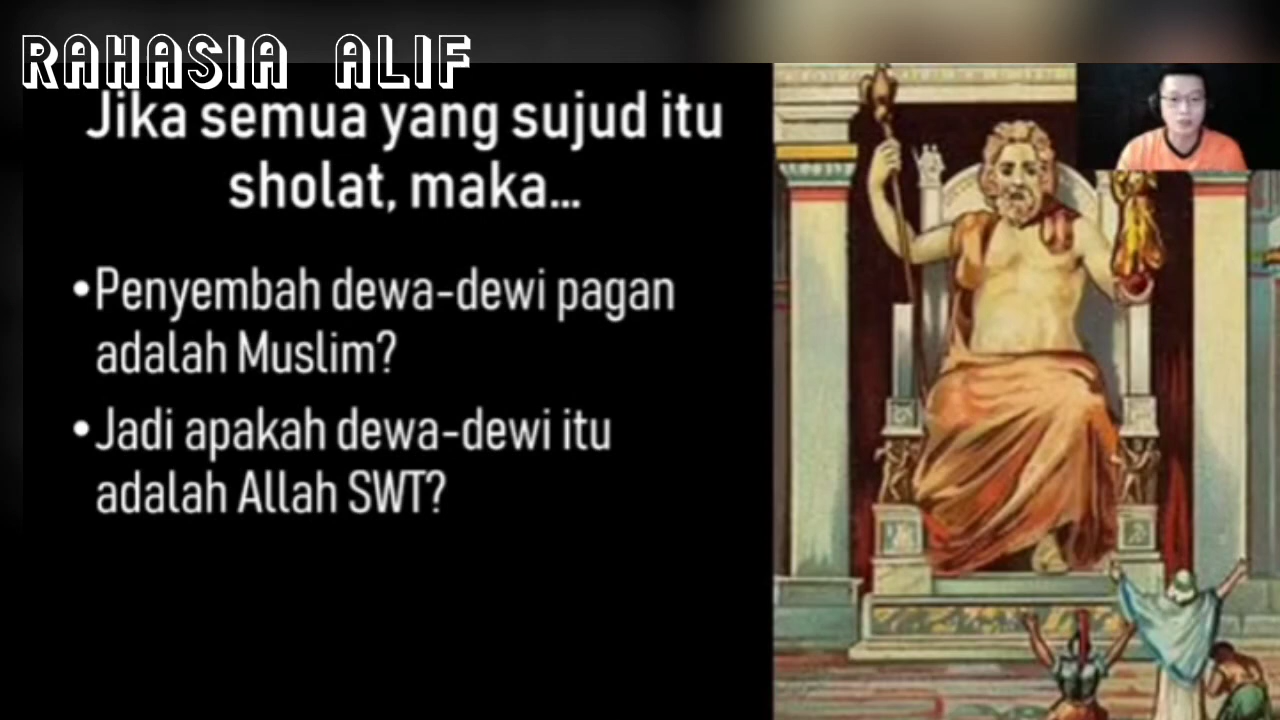 RAHASIA ALIF
Jika semua yang sujud itu
sholat, maka...
•Penyembah dewa-dewi pagan
adalah Muslim?
•Jadi apakah dewa-dewi itu
adalah Allah SWT?